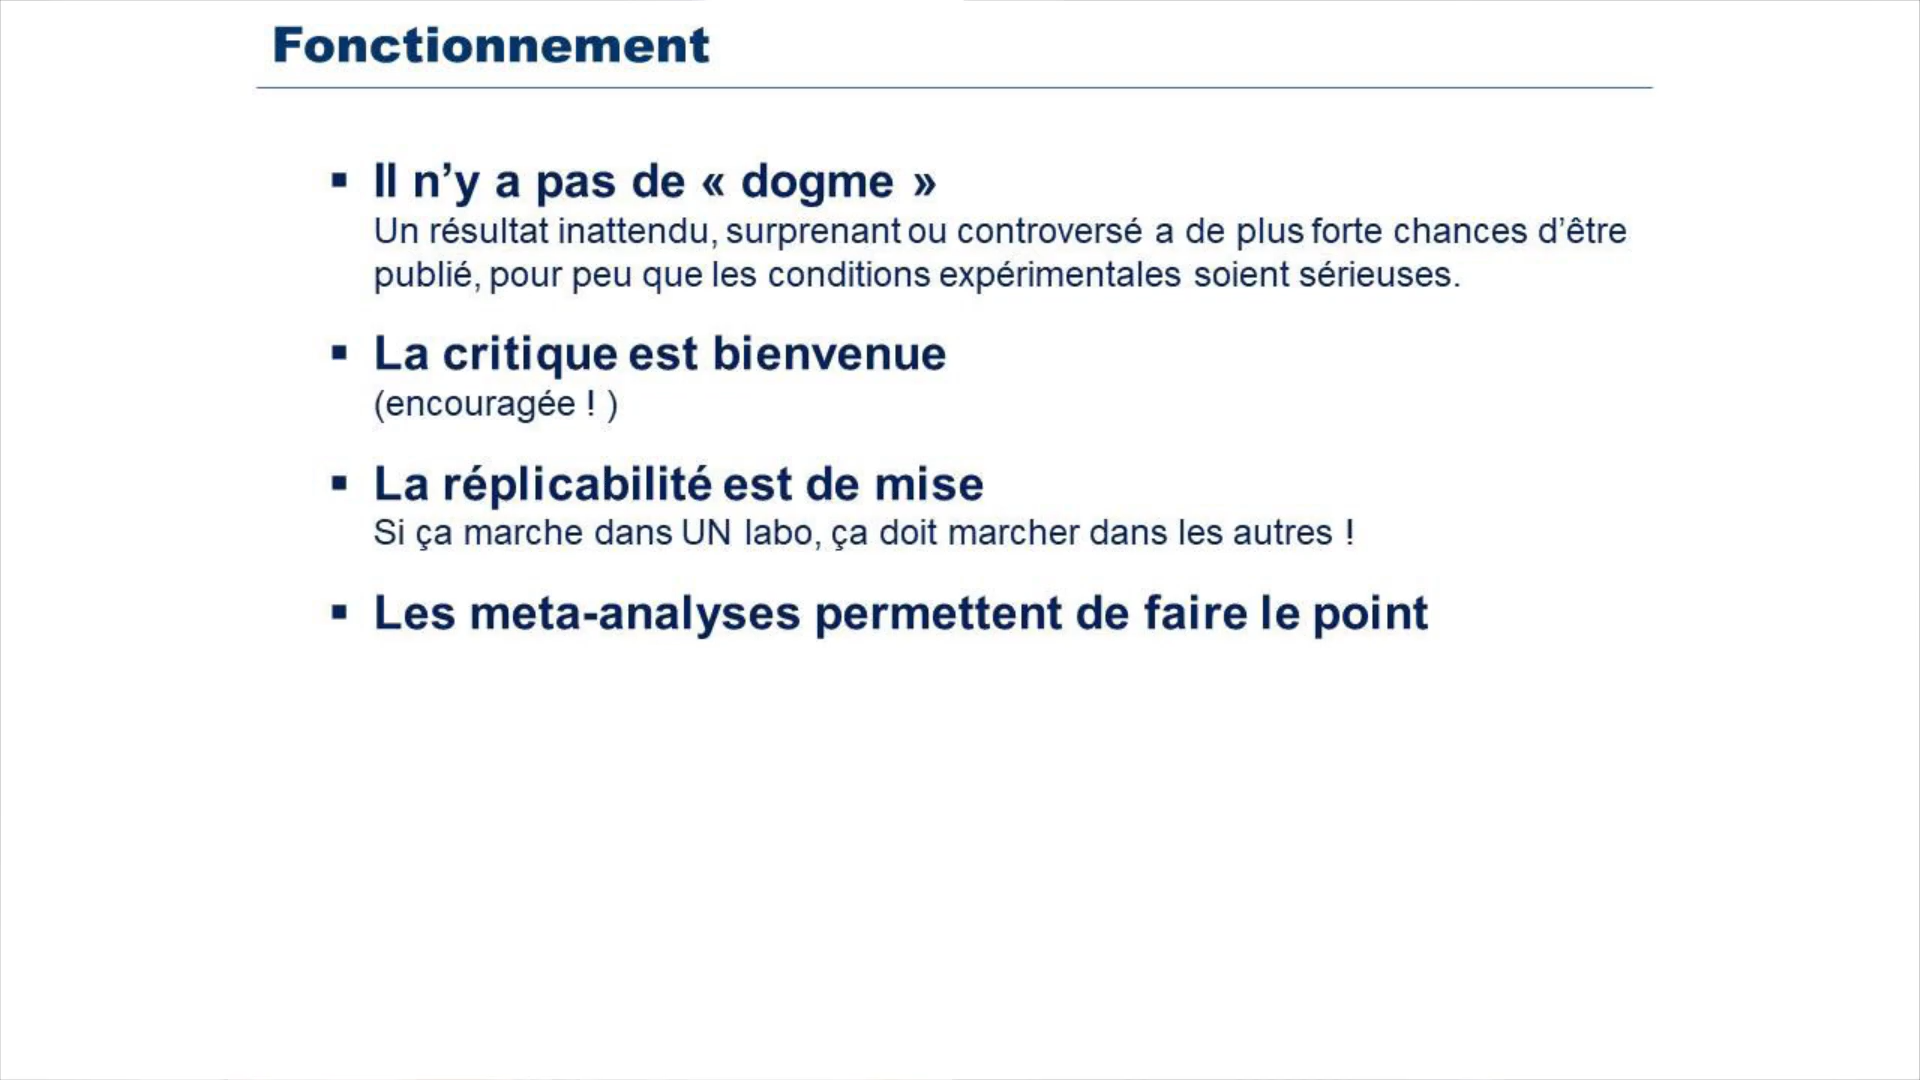 Fonctionnement
▪ Il n’y a pas de « dogme »
Un résultat inattendu, surprenant ou controversé a de plus forte chances d’être
publié, pour peu que les conditions expérimentales soient sérieuses.
▪ La critique est bienvenue
(encouragée ! )
▪ La réplicabilité est de mise
Si ça marche dans UN labo, ça doit marcher dans les autres !
▪ Les meta-analyses permettent de faire le point